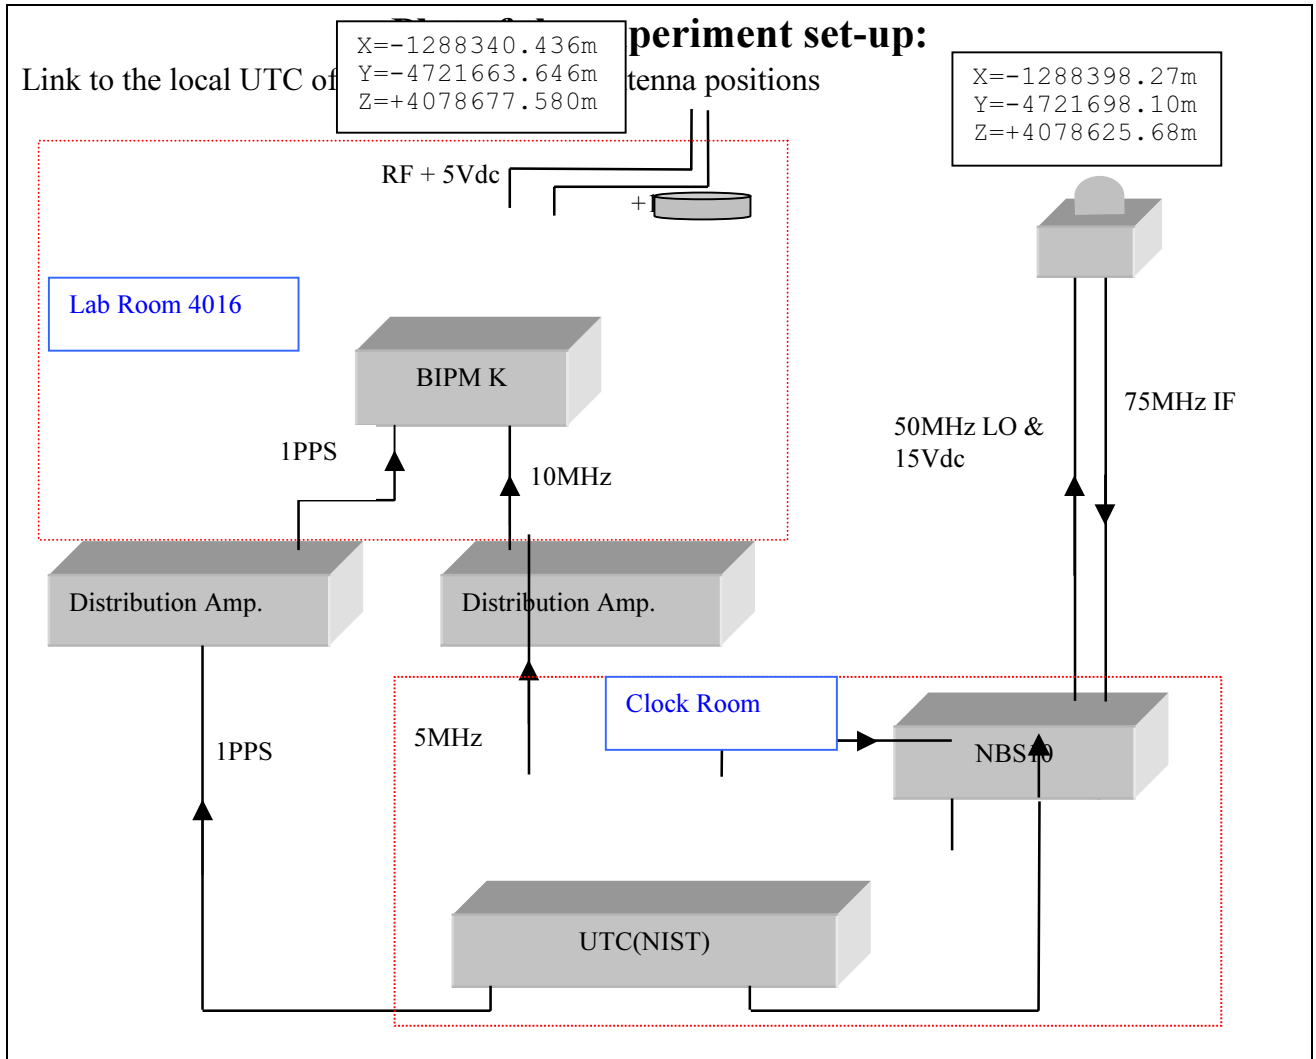 periment set-up:
X=-1288340.436m
Y=-4721663.646m
Z=+4078677.580m
Link to the local UTC of
tenna positions
X=-1288398.27m
Y=-4721698.10m
Z=+4078625.68m
RF + 5Vdc
Lab Room 4016
BIPM K
75MHz IF
50MHz LO &
15Vdc
1PPS
10MHz
Distribution Amp.
Distribution Amp.
Clock Room
5MHz
1PPS
NBS10
UTC(NIST)